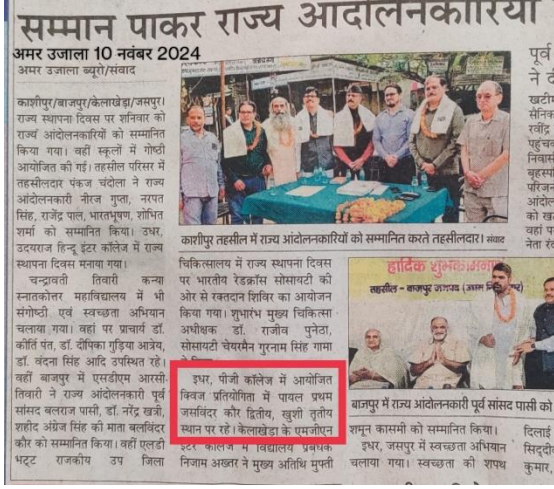 सम्मान पाकर राज्य आंदोलनकारियों
अमर उजाला 10 नवंबर 2024
अमर उजाला ब्यूरो/संवाद
काशीपुर/बाजपुर/केलाखेड़ा/जसपुर।
राज्य स्थापना दिवस पर शनिवार को
राज्य आंदोलनकारियों को सम्मानित
किया गया। वहीं स्कूलों में गोष्ठी
आयोजित की गई। तहसील परिसर में
तहसीलदार पंकज चंदोला ने राज्य
आंदोलनकारी नीरज गुप्ता, नरपत
सिंह, राजेंद्र पाल, भारतभूषण, शोभित
शर्मा को सम्मानित किया। उधर,
उदयराज हिन्दू इंटर कॉलेज में राज्य
स्थापना दिवस मनाया गया।
चन्द्रावती तिवारी कन्या
स्नातकोत्तर महाविद्यालय में भी
संगोष्ठी एवं स्वच्छता अभियान
चलाया गया। वहां पर प्राचार्य डॉ.
कीर्ति पंत, डॉ. दीपिका गुड़िया आत्रेय,
डॉ. वंदना सिंह आदि उपस्थित रहे।
वहीं बाजपुर में एसडीएम आरसी
तिवारी ने राज्य आंदोलनकारी पूर्व
सांसद बलराज पासी, डॉ. नरेंद्र खत्री,
शहीद अंग्रेज सिंह की माता बलविंदर
कौर को सम्मानित किया। वहीं एलडी
भट्ट राजकीय उप जिला
काशीपुर तहसील में राज्य आंदोलनकारियों को सम्मानित करते तहसीलदार। संवाद
चिकित्सालय में राज्य स्थापना दिवस
पर भारतीय रेडक्रॉस सोसायटी की
ओर से रक्तदान शिविर का आयोजन
किया गया। शुभारंभ मुख्य चिकित्सा
अधीक्षक डॉ. राजीव पुनेठा,
सोसायटी चेयरमैन गुरनाम सिंह गामा
इधर, पीजी कॉलेज में आयोजित
क्विज प्रतियोगिता में पायल प्रथम
जसविंदर कौर द्वितीय, खुशी तृतीय
स्थान पर रहे। केलाखेड़ा के एमजीएन
इंटर कॉलेज में विद्यालय प्रबंधक
निजाम अख्तर ने मुख्य अतिथि मुफ्ती
हार्दिक शुभकामनाएं
तहसील - बाजपुर जनपद
बाजपुर में राज्य आंदोलनकारी पूर्व सांसद पासी को
शमून कासमी को सम्मानित किया।
इधर, जसपुर में स्वच्छता अभियान
चलाया गया। स्वच्छता की शपथ
दिलाई
कुमार,
पूर्व
ने द